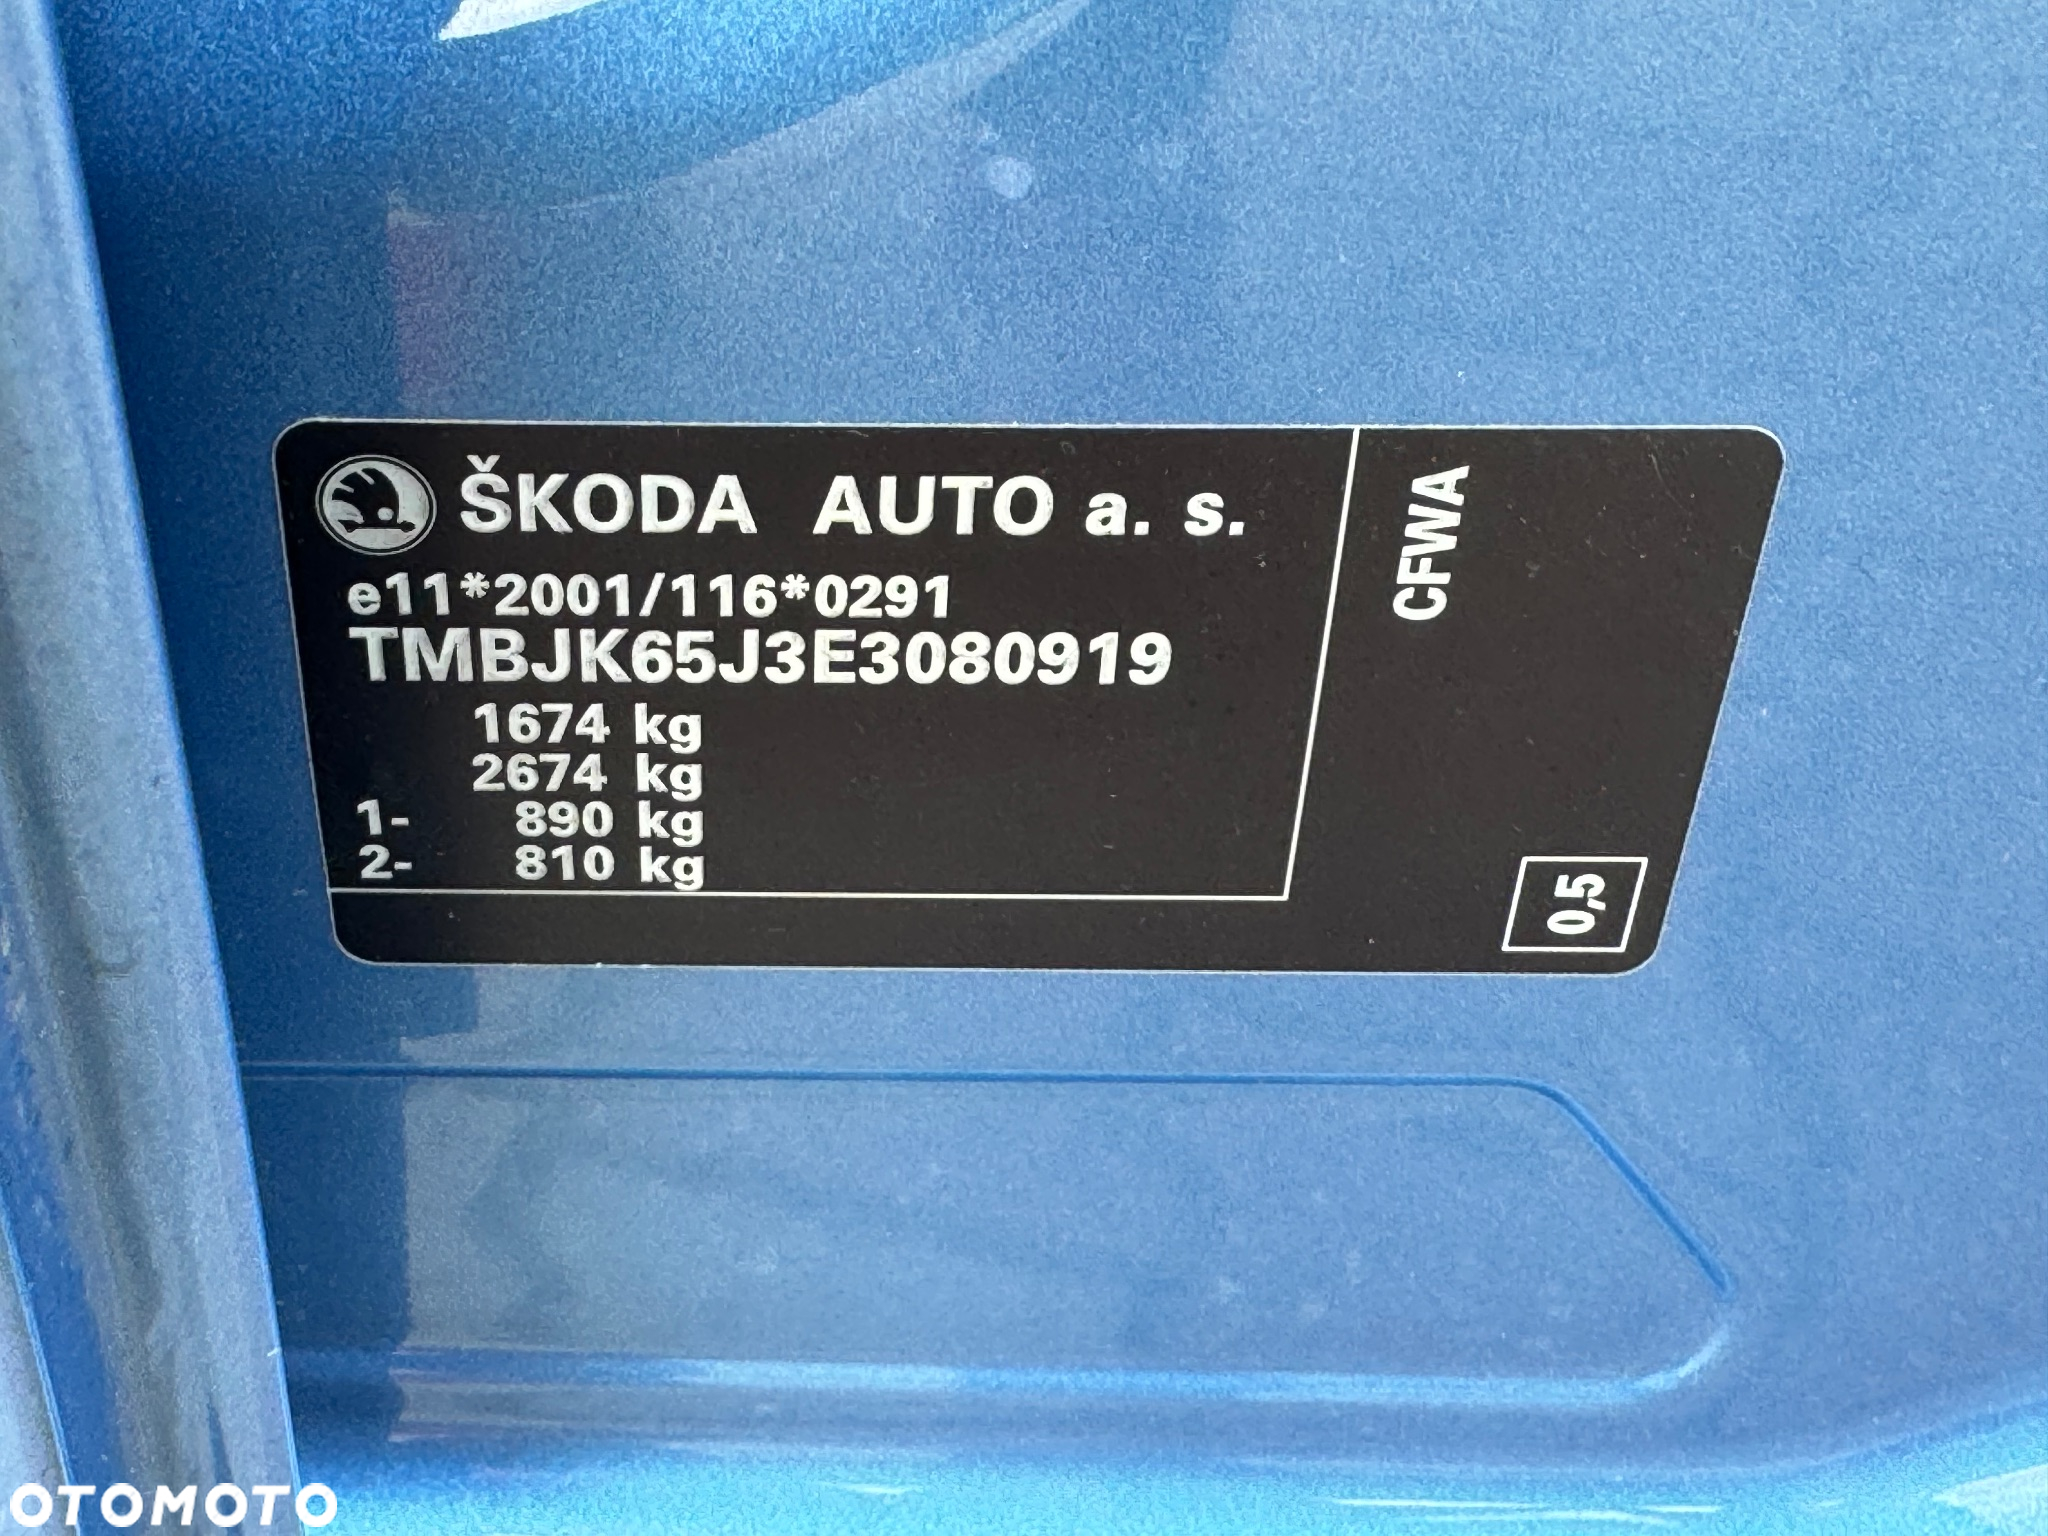 ŠKODA AUTO a. s.
e11*2001/116*0291
TMBJK65J3E3080919
1674 kg
2674 kg
1- 890 kg
2- 810 kg
CFWA
0,5
OTOMOTO